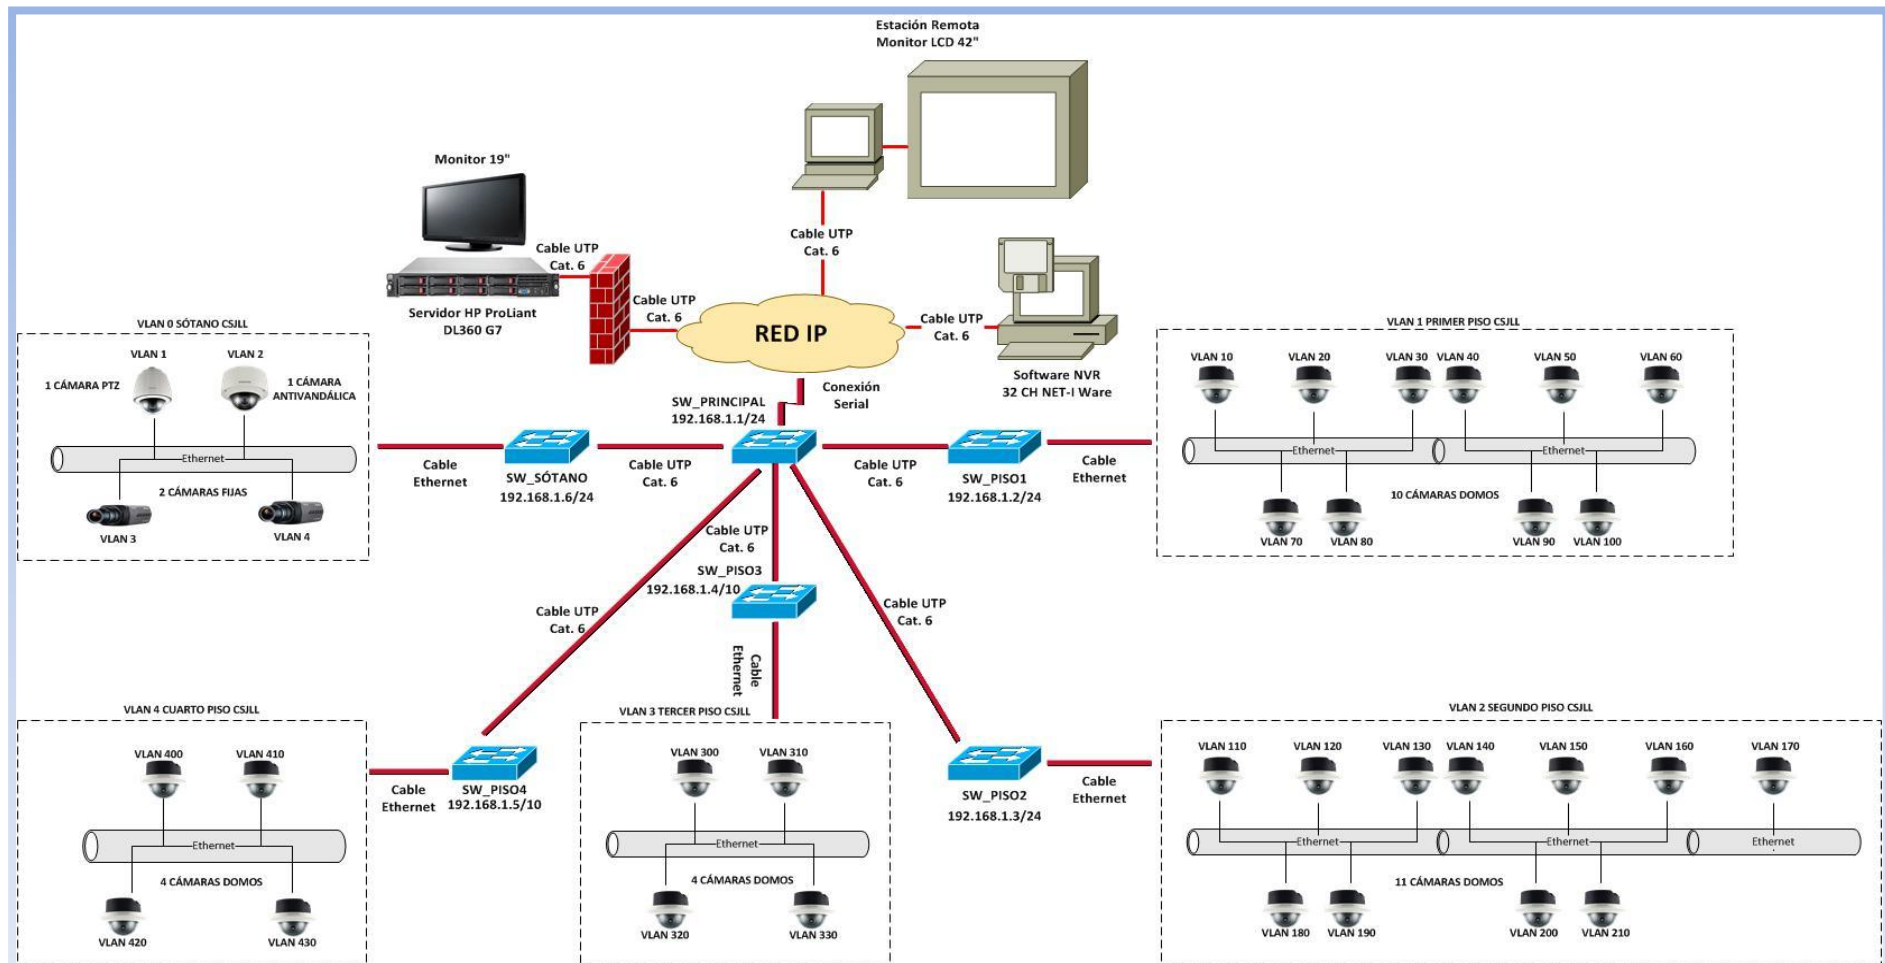 Estación Remota
Monitor LCD 42"
Monitor 19"
Cable UTP
Cat. 6
Servidor HP ProLiant
DL360 G7
Cable UTP
Cat. 6
Cable UTP
Cat. 6
RED IP
Cable UTP
Cat. 6
Software NVR
32 CH NET-I Ware
Conexión
Serial
SW_PRINCIPAL
192.168.1.1/24
VLAN 0 SÓTANO CSJLL
VLAN 1
VLAN 2
1 CÁMARA PTZ
1 CÁMARA
ANTIVANDÁLICA
Ethernet
2 CÁMARAS FIJAS
VLAN 3
VLAN 4
Cable
Ethernet
SW_SÓTANO
192.168.1.6/24
Cable UTP
Cat. 6
Cable UTP
Cat. 6
SW_PISO1
192.168.1.2/24
Cable
Ethernet
VLAN 1 PRIMER PISO CSJLL
VLAN 10
VLAN 20
VLAN 30
VLAN 40
VLAN 50
VLAN 60
Ethernet
Ethernet
10 CÁMARAS DOMOS
VLAN 70
VLAN 80
VLAN 90
VLAN 100
Cable UTP
Cat. 6
SW_PISO3
192.168.1.4/10
Cable UTP
Cat. 6
Cable UTP
Cat. 6
Cable
Ethernet
VLAN 4 CUARTO PISO CSJLL
VLAN 400
VLAN 410
Ethernet
4 CÁMARAS DOMOS
VLAN 420
VLAN 430
Cable
Ethernet
SW_PISO4
192.168.1.5/10
VLAN 3 TERCER PISO CSJLL
VLAN 300
VLAN 310
Ethernet
4 CÁMARAS DOMOS
VLAN 320
VLAN 330
SW_PISO2
192.168.1.3/24
Cable
Ethernet
VLAN 2 SEGUNDO PISO CSJLL
VLAN 110
VLAN 120
VLAN 130
VLAN 140
VLAN 150
VLAN 160
VLAN 170
Ethernet
Ethernet
Ethernet
11 CÁMARAS DOMOS
VLAN 180
VLAN 190
VLAN 200
VLAN 210